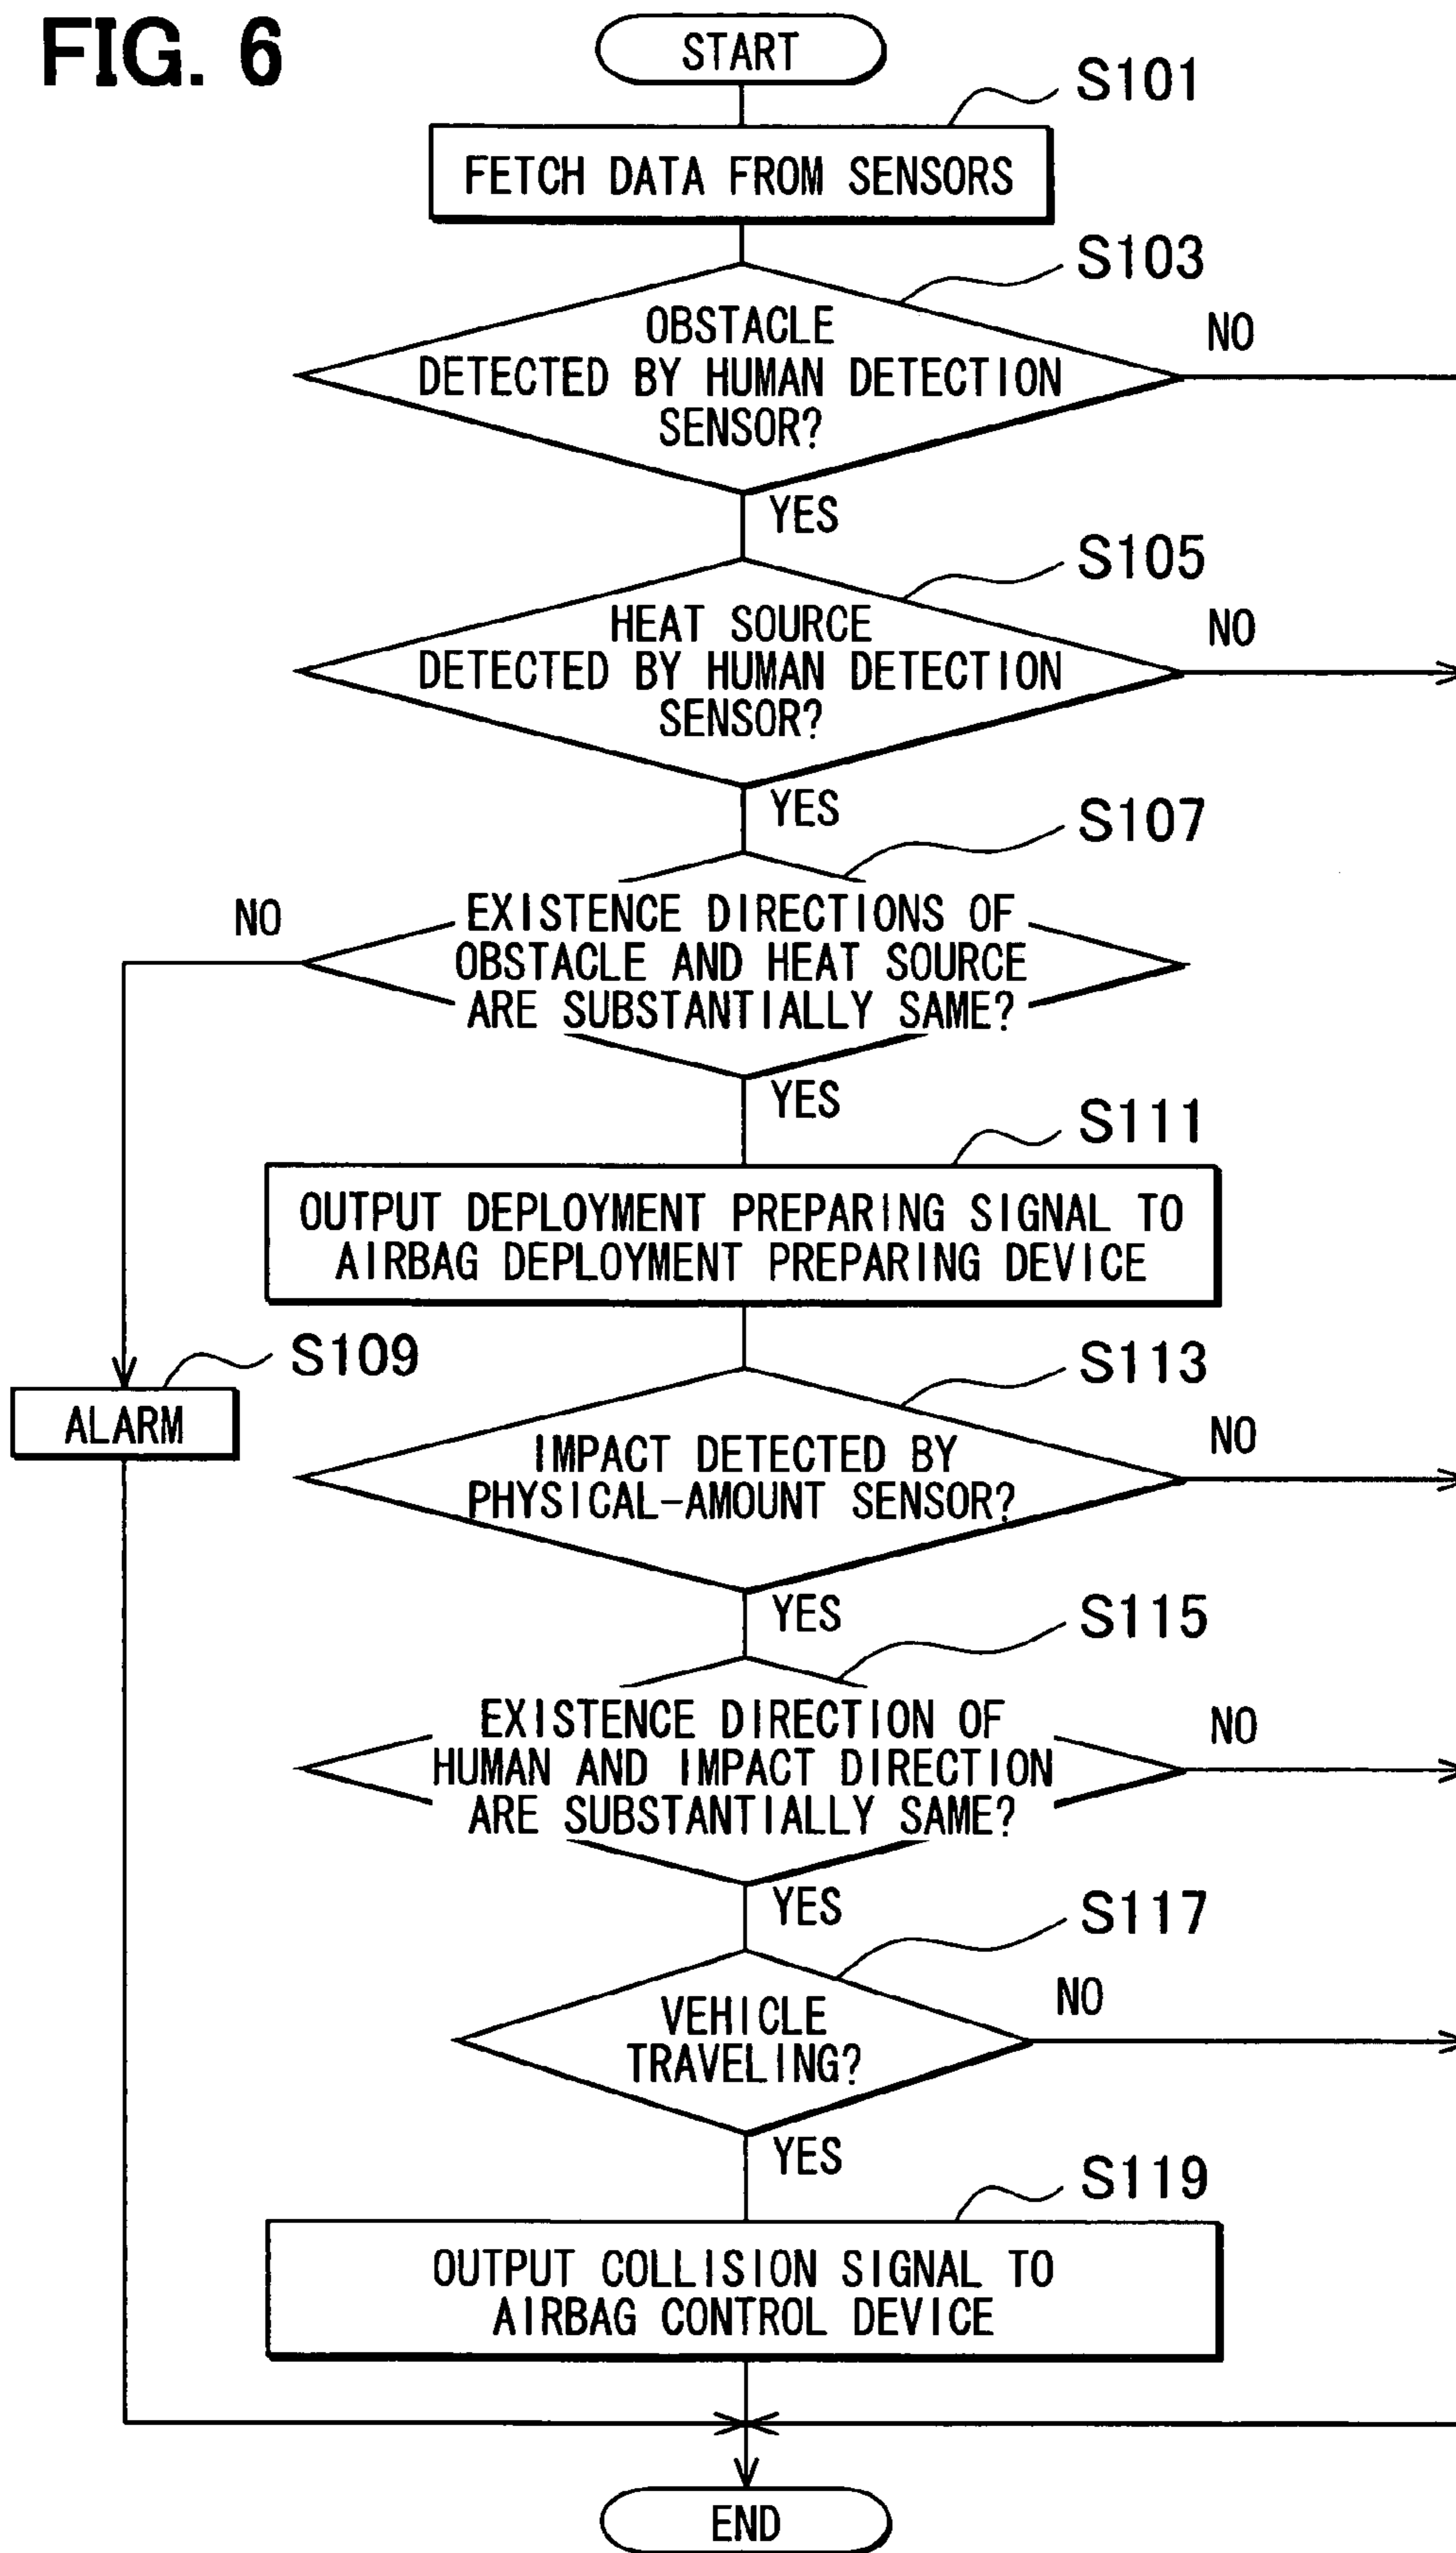 FIG. 6
START
S101
FETCH DATA FROM SENSORS
S103
OBSTACLE
DETECTED BY HUMAN DETECTION
SENSOR?
NO
YES
S105
HEAT SOURCE
DETECTED BY HUMAN DETECTION
SENSOR?
NO
YES
S107
NO
EXISTENCE DIRECTIONS OF
OBSTACLE AND HEAT SOURCE
ARE SUBSTANTIALLY SAME?
YES
S111
OUTPUT DEPLOYMENT PREPARING SIGNAL TO
AIRBAG DEPLOYMENT PREPARING DEVICE
S109
ALARM
S113
IMPACT DETECTED BY
PHYSICAL-AMOUNT SENSOR?
NO
YES
S115
EXISTENCE DIRECTION OF
HUMAN AND IMPACT DIRECTION
ARE SUBSTANTIALLY SAME?
NO
YES
S117
VEHICLE
TRAVELING?
NO
YES
S119
OUTPUT COLLISION SIGNAL TO
AIRBAG CONTROL DEVICE
END